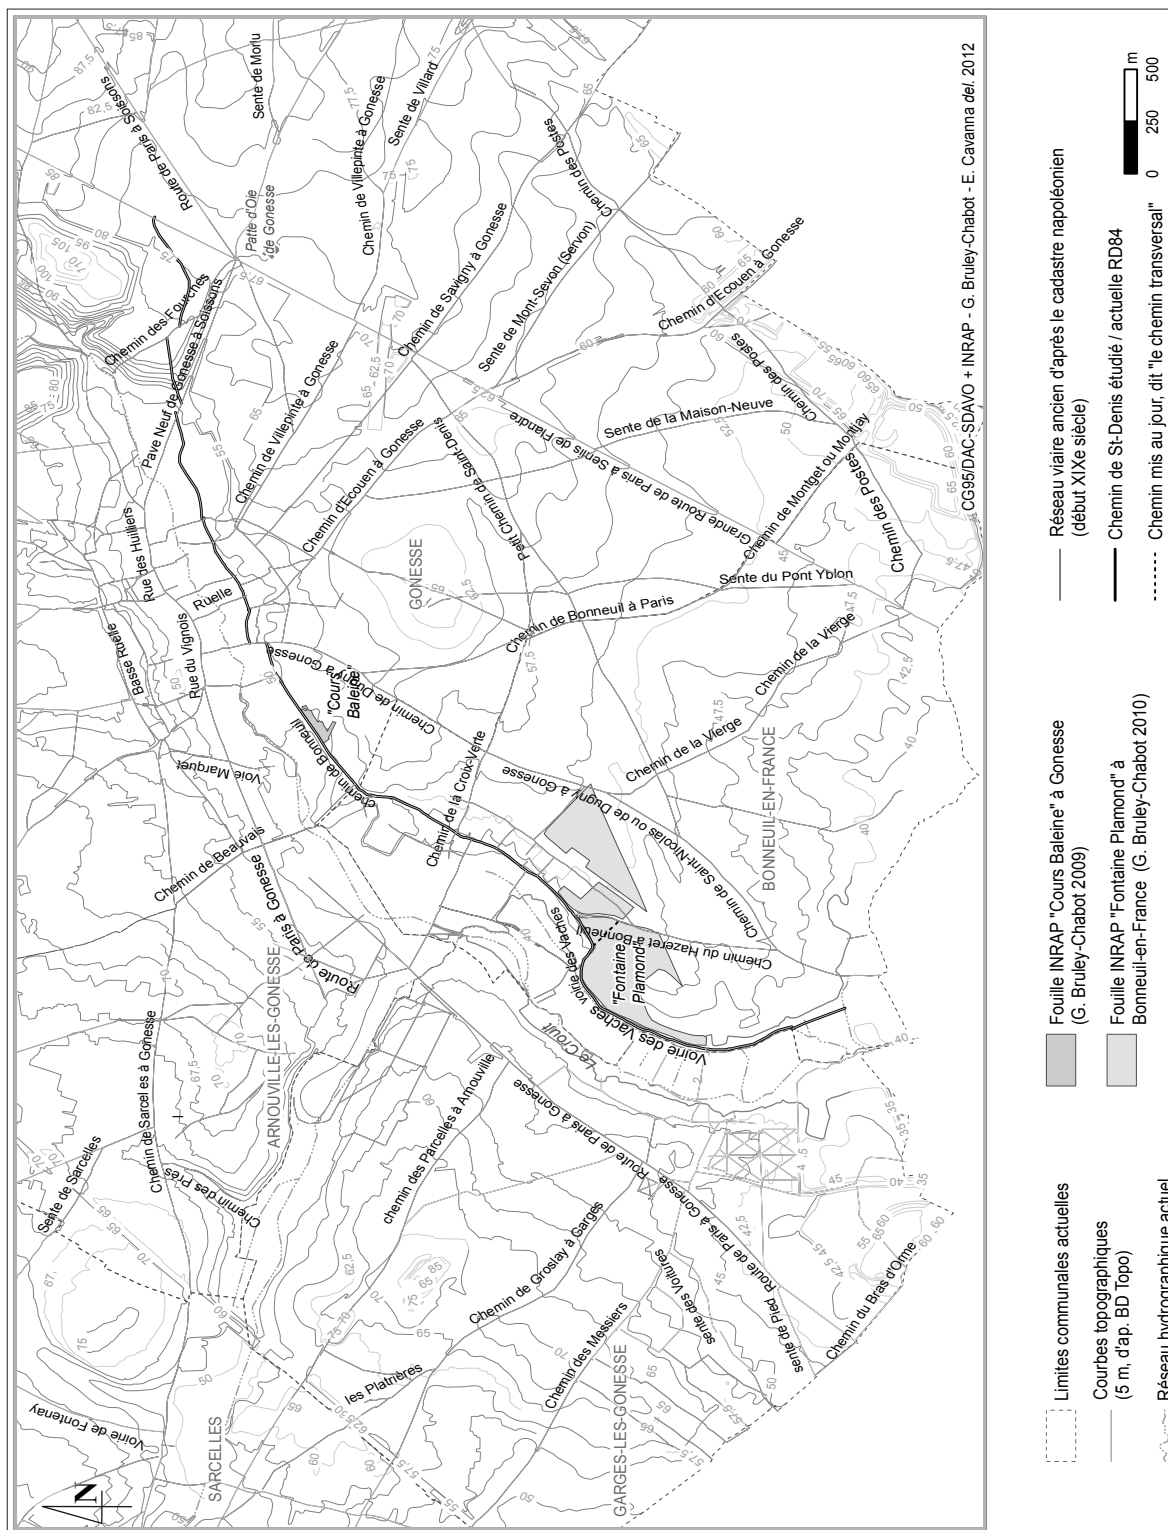 N
Voirie de Fontenay
SARCELLES
Sente de Sarcelles
Chemin de Sarcelles à Gonesse
Chemin des Prés
ARNOUVILLE-LES-GONESSE
Chemin de Beauvais
Voie Marquet
Basse Ruelle
Rue des Huilliers
Rue du Vignois
Ruelle
Route de Paris à Gonesse
Route de Paris à Gonesse
Pavé Neuf de Gonesse à Soissons
Chemin des Fourches
Route de Paris à Soissons
Sente de Morlu
Patte d'Oie
de Gonesse
Chemin de Villepinte à Gonesse
Sente de Villard
Chemin de Villepinte à Gonesse
Chemin de Savigny à Gonesse
Chemin d'Ecouen à Gonesse
GONESSE
Petit Chemin de Saint-Denis
Sente de Mont-Sevon (Servon)
Chemin des Postes
Chemin des Postes
Chemin d'Ecouen à Gonesse
Chemin des Postes
Sente de la Maison-Neuve
Grande Route de Paris à Senlis de Flandre
Chemin de Montget ou Montjay
Chemin des Postes
Sente du Pont Yblon
Chemin de Bonneuil à Paris
Chemin de la Vierge
Chemin de la Vierge
BONNEUIL-EN-FRANCE
Chemin de Dugny à Gonesse
"Cours
Baleine"
chemin de Bonneuil
Chemin de la Croix-Verte
Chemin de Saint-Nicolas ou de Dugny à Gonesse
Chemin du Hazeret à Bonneuil
"Fontaine
Plamond"
voirie des Vaches
Voirie des Vaches
Le Croult
Route de Paris à Gonesse
Route de Paris à Gonesse
sente de Pied Route de Paris à Gonesse
chemin des Parcelles à Arnouville
Chemin de Groslay à Garges
les Platrières
Chemin des Messiers
sente des Voitures
Chemin du Bras d'Orme
GARGES-LES-GONESSE
CG95/DAC-SDAVO + INRAP - G. Bruley-Chabot - E. Cavanna del. 2012
Limites communales actuelles
Courbes topographiques
(5 m, d'ap. BD Topo)
Réseau hydrographique actuel
Fouille INRAP "Cours Baleine" à Gonesse
(G. Bruley-Chabot 2009)
Fouille INRAP "Fontaine Plamond" à
Bonneuil-en-France (G. Bruley-Chabot 2010)
Réseau viaire ancien d'après le cadastre napoléonien
(début XIXe siècle)
Chemin de St-Denis étudié / actuelle RD84
Chemin mis au jour, dit "le chemin transversal"
0 250 500
m